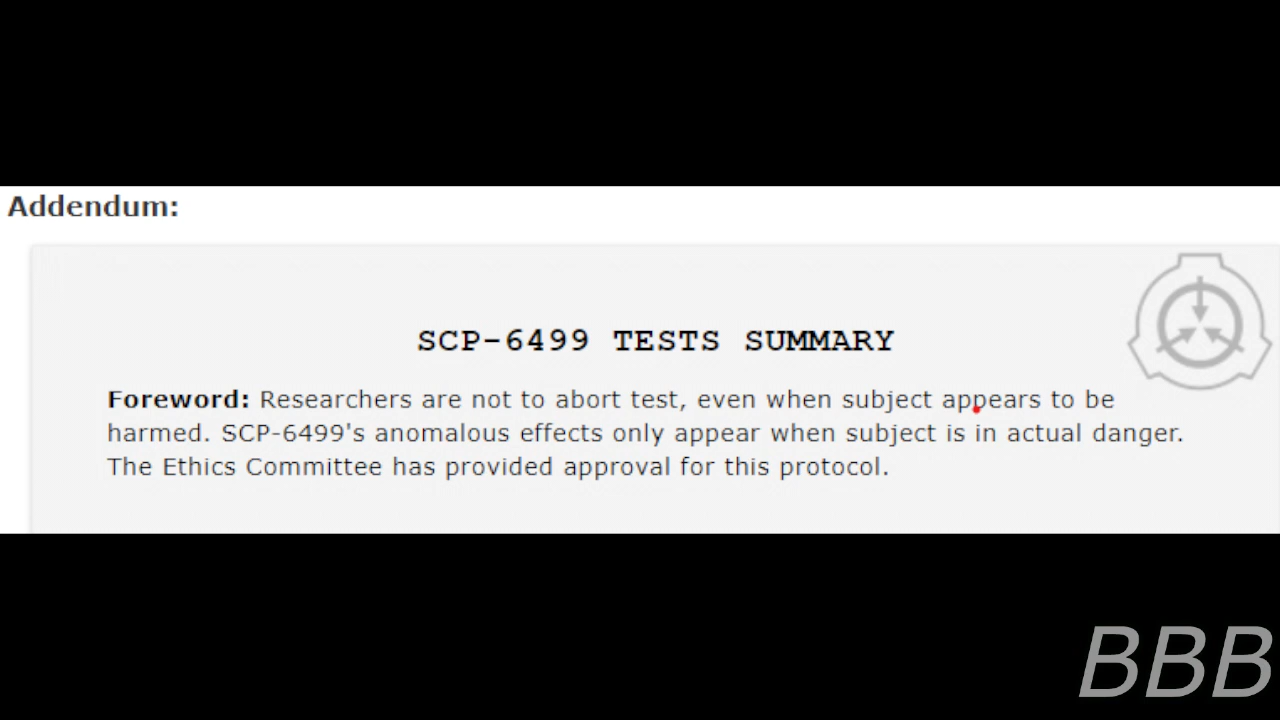 Addendum:
SCP-6499 TESTS SUMMARY
Foreword: Researchers are not to abort test, even when subject appears to be
harmed. SCP-6499's anomalous effects only appear when subject is in actual danger.
The Ethics Committee has provided approval for this protocol.
BBB